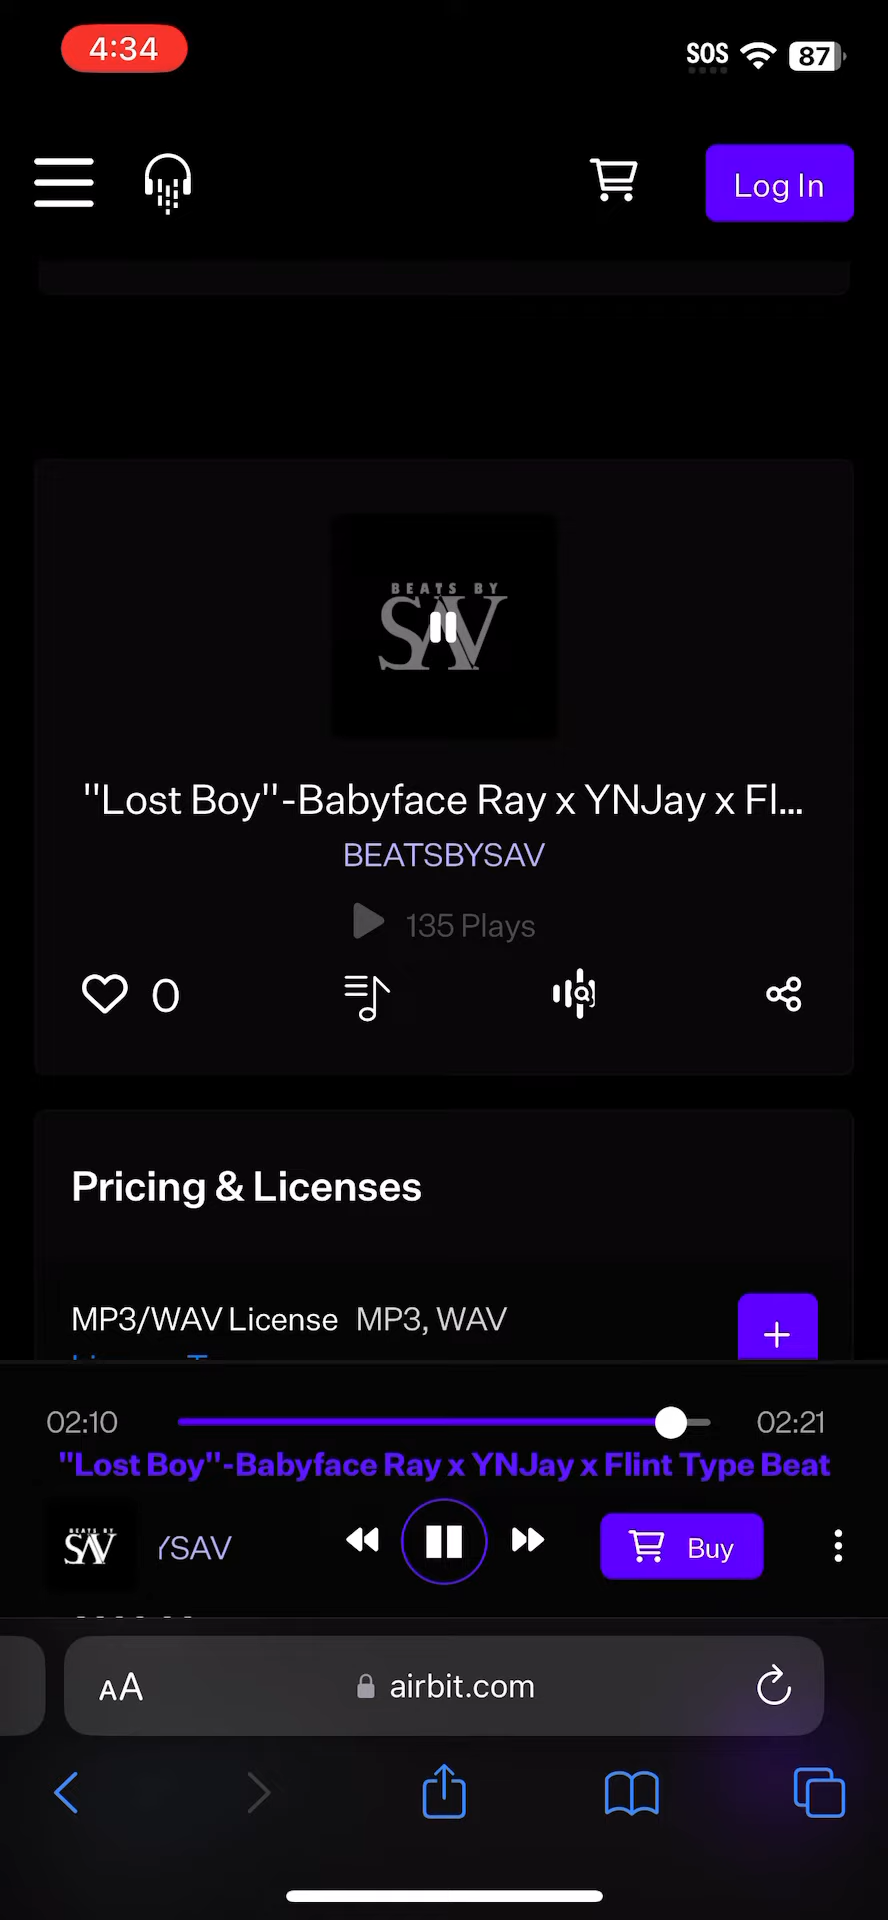 4:34
SOS
87
Log In
BEATS BY
SAV
"Lost Boy"-Babyface Ray x YNJay x Fl...
BEATSBYSAV
135 Plays
0
Pricing & Licenses
MP3/WAV License MP3, WAV
02:10
02:21
"Lost Boy"-Babyface Ray x YNJay x Flint Type Beat
BEATS BY
SAV
YSAV
Buy
AA
airbit.com